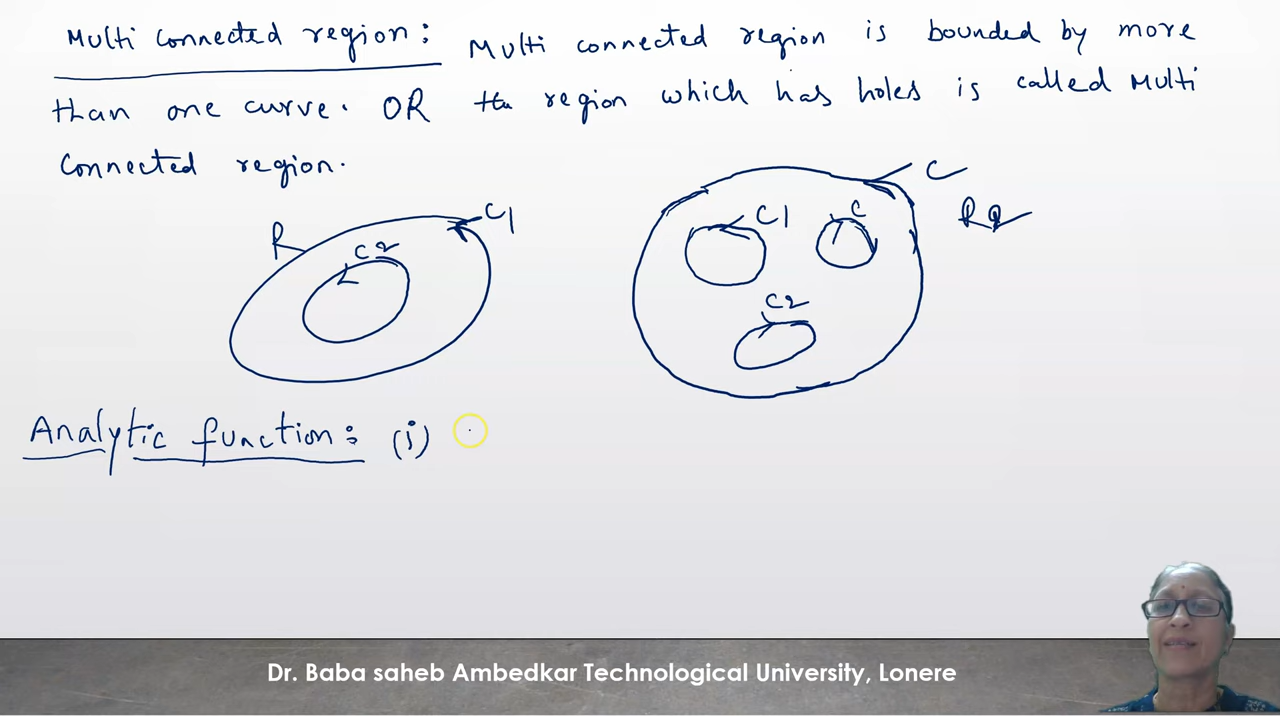 Multi connected region: Multi connected region is bounded by more
than one curve. OR the region which has holes is called Multi
connected region.
C
C1 C R2
C1
R C2
C2
Analytic function: (i)
Dr. Baba saheb Ambedkar Technological University, Lonere